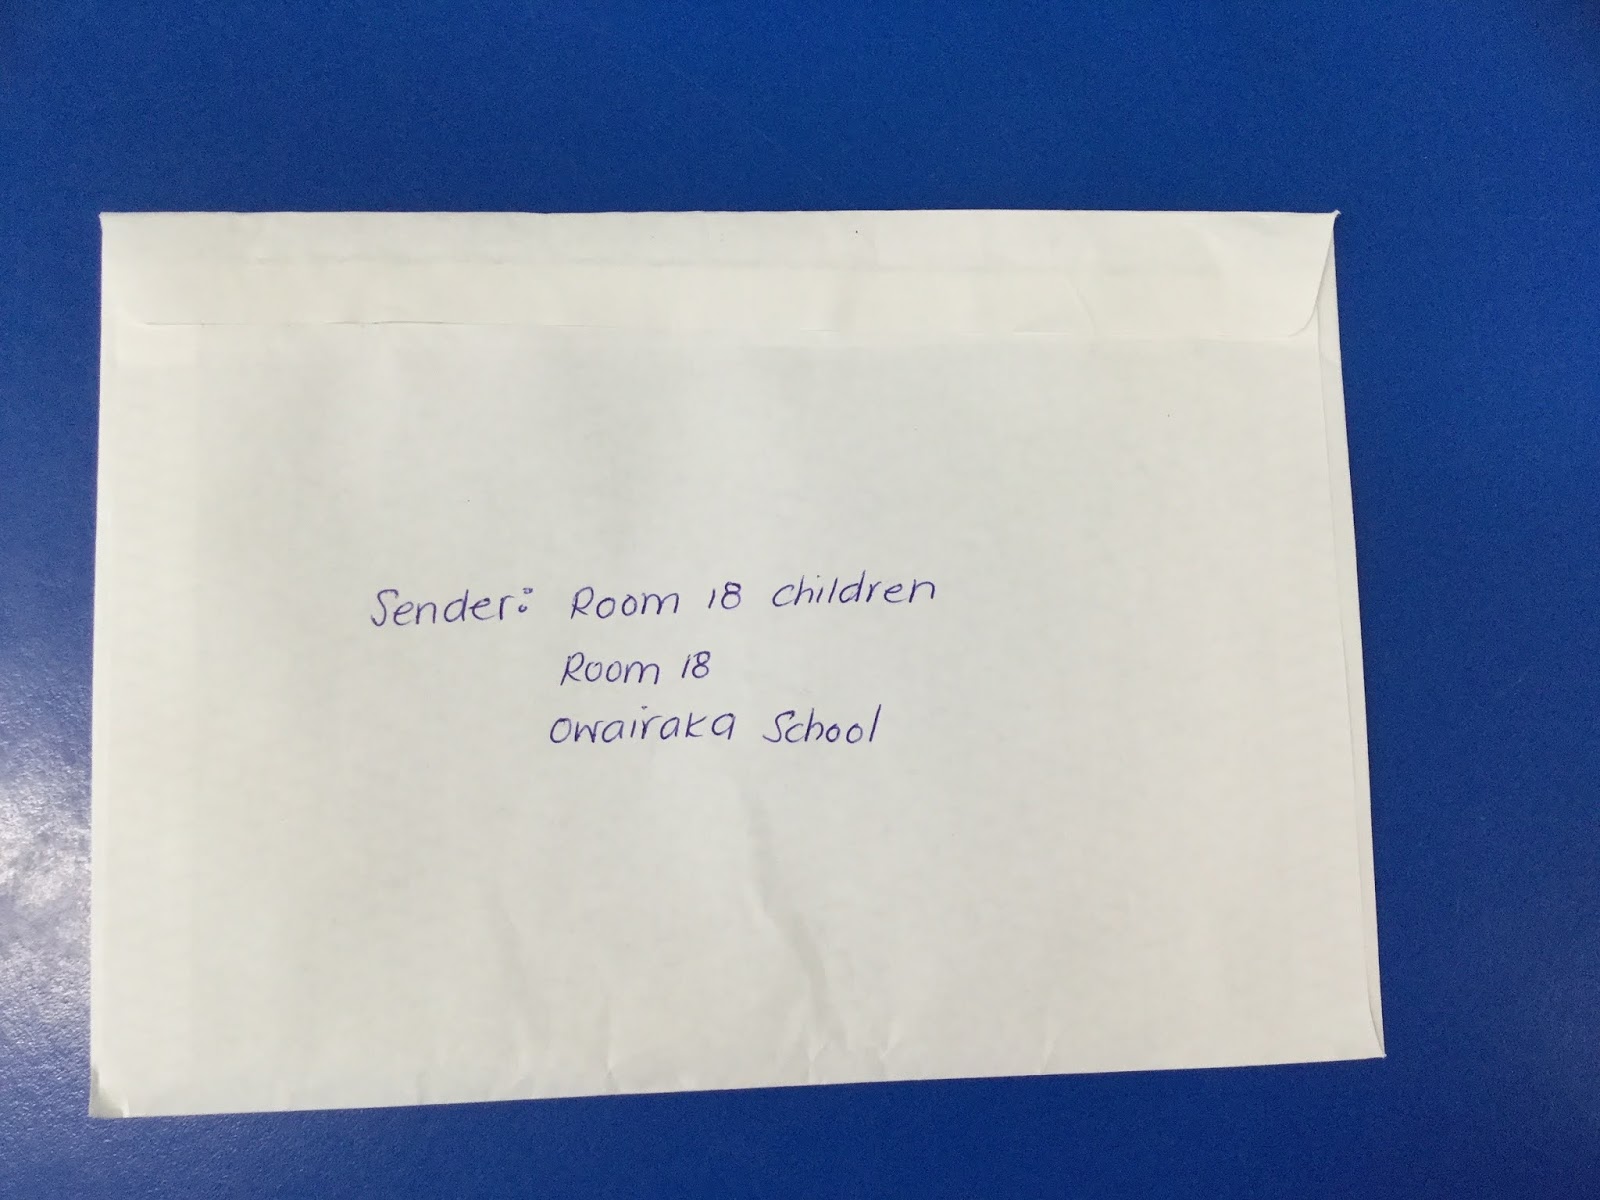 Sender: Room 18 children
Room 18
Owairaka School